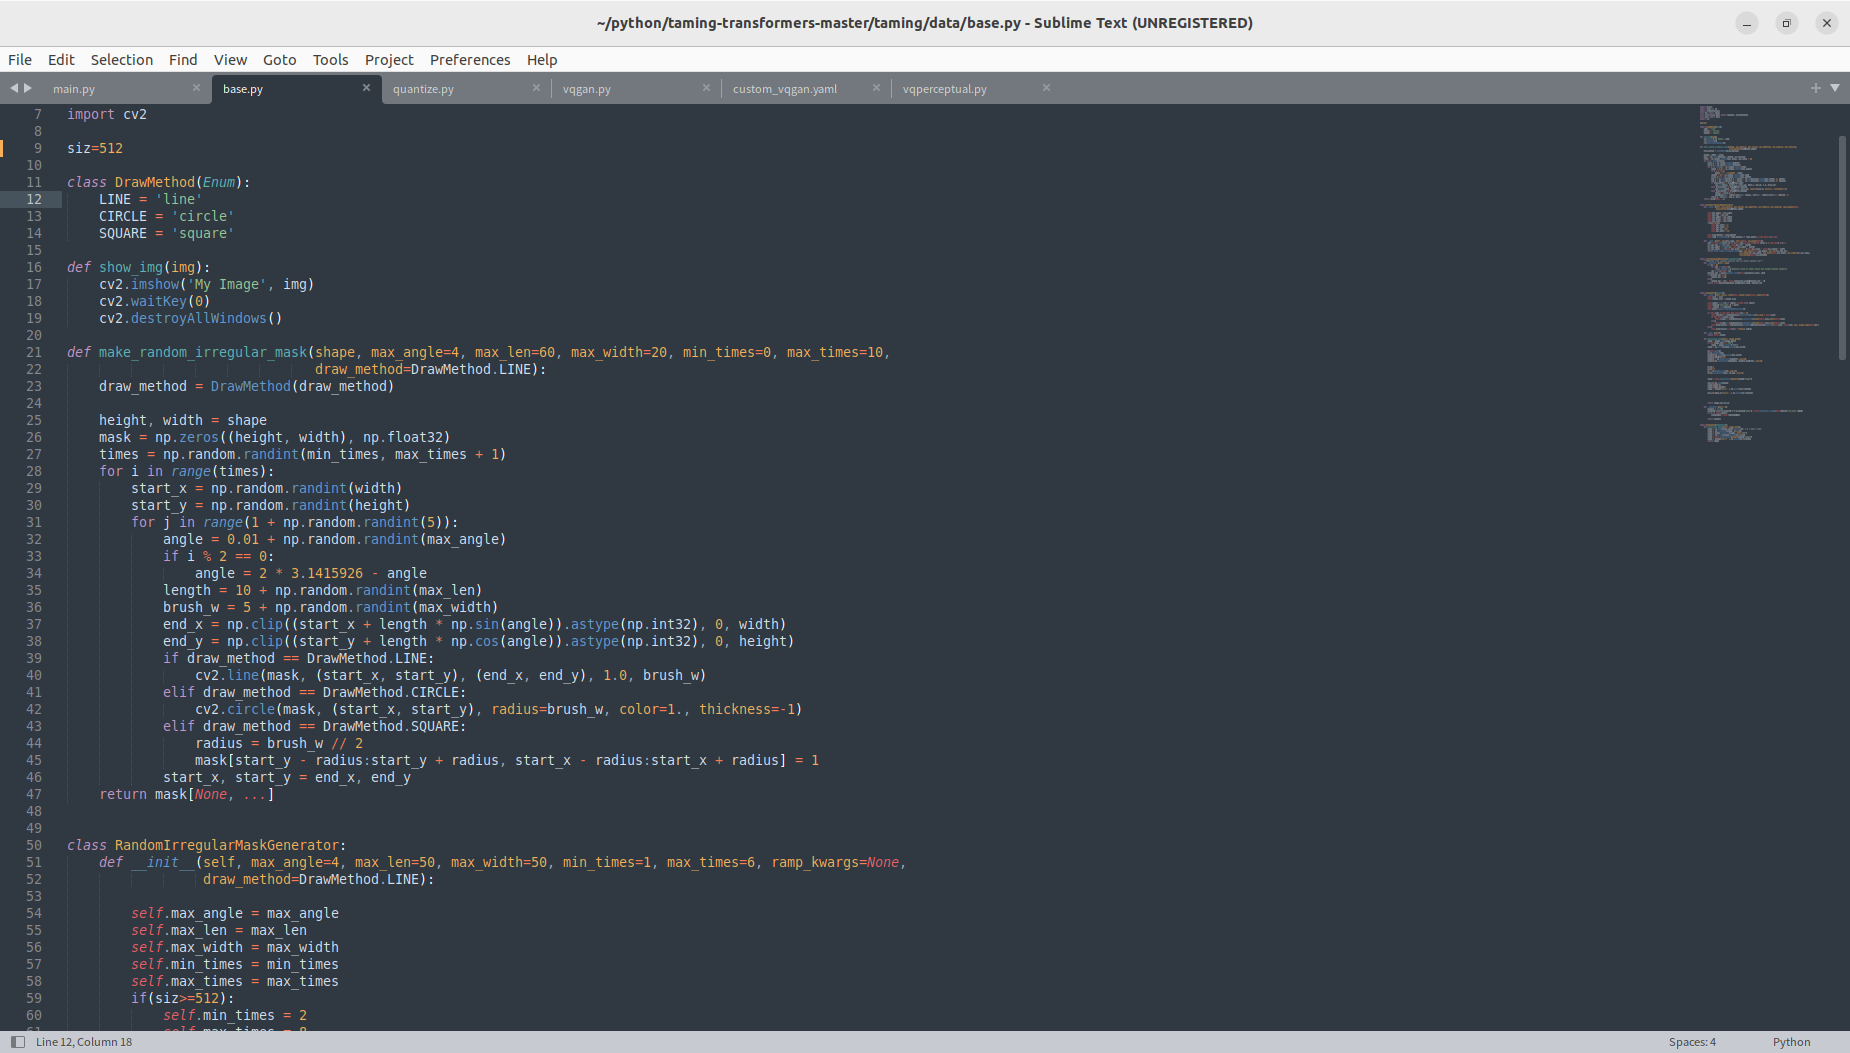 ~/python/taming-transformers-master/taming/data/base.py - Sublime Text (UNREGISTERED)
File Edit Selection Find View Goto Tools Project Preferences Help
main.py base.py quantize.py vqgan.py custom_vqgan.yaml vqperceptual.py
7 import cv2
8
9 siz=512
10
11 class DrawMethod(Enum):
12     LINE = 'line'
13     CIRCLE = 'circle'
14     SQUARE = 'square'
15
16 def show_img(img):
17     cv2.imshow('My Image', img)
18     cv2.waitKey(0)
19     cv2.destroyAllWindows()
20
21 def make_random_irregular_mask(shape, max_angle=4, max_len=60, max_width=20, min_times=0, max_times=10,
22                                draw_method=DrawMethod.LINE):
23     draw_method = DrawMethod(draw_method)
24
25     height, width = shape
26     mask = np.zeros((height, width), np.float32)
27     times = np.random.randint(min_times, max_times + 1)
28     for i in range(times):
29         start_x = np.random.randint(width)
30         start_y = np.random.randint(height)
31         for j in range(1 + np.random.randint(5)):
32             angle = 0.01 + np.random.randint(max_angle)
33             if i % 2 == 0:
34                 angle = 2 * 3.1415926 - angle
35             length = 10 + np.random.randint(max_len)
36             brush_w = 5 + np.random.randint(max_width)
37             end_x = np.clip((start_x + length * np.sin(angle)).astype(np.int32), 0, width)
38             end_y = np.clip((start_y + length * np.cos(angle)).astype(np.int32), 0, height)
39             if draw_method == DrawMethod.LINE:
40                 cv2.line(mask, (start_x, start_y), (end_x, end_y), 1.0, brush_w)
41             elif draw_method == DrawMethod.CIRCLE:
42                 cv2.circle(mask, (start_x, start_y), radius=brush_w, color=1., thickness=-1)
43             elif draw_method == DrawMethod.SQUARE:
44                 radius = brush_w // 2
45                 mask[start_y - radius:start_y + radius, start_x - radius:start_x + radius] = 1
46             start_x, start_y = end_x, end_y
47     return mask[None, ...]
48
49
50 class RandomIrregularMaskGenerator:
51     def __init__(self, max_angle=4, max_len=50, max_width=50, min_times=1, max_times=6, ramp_kwargs=None,
52                  draw_method=DrawMethod.LINE):
53
54         self.max_angle = max_angle
55         self.max_len = max_len
56         self.max_width = max_width
57         self.min_times = min_times
58         self.max_times = max_times
59         if(siz>=512):
60             self.min_times = 2
61             self.max_times = 8
Line 12, Column 18 Spaces: 4 Python